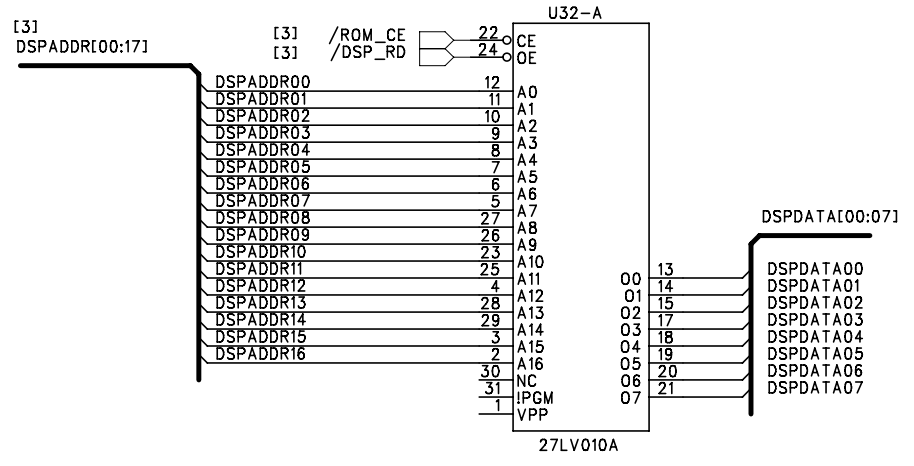 U32-A
[3]
DSPADDR[00:17]
[3] /ROM_CE 22 CE
[3] /DSP_RD 24 OE
DSPADDR00 12 A0
DSPADDR01 11 A1
DSPADDR02 10 A2
DSPADDR03 9 A3
DSPADDR04 8 A4
DSPADDR05 7 A5
DSPADDR06 6 A6
DSPADDR07 5 A7
DSPADDR08 27 A8
DSPADDR09 26 A9
DSPADDR10 23 A10
DSPADDR11 25 A11
DSPADDR12 4 A12
DSPADDR13 28 A13
DSPADDR14 29 A14
DSPADDR15 3 A15
DSPADDR16 2 A16
30 NC
31 !PGM
1 VPP
DSPDATA[00:07]
O0 13 DSPDATA00
O1 14 DSPDATA01
O2 15 DSPDATA02
O3 17 DSPDATA03
O4 18 DSPDATA04
O5 19 DSPDATA05
O6 20 DSPDATA06
O7 21 DSPDATA07
27LV010A